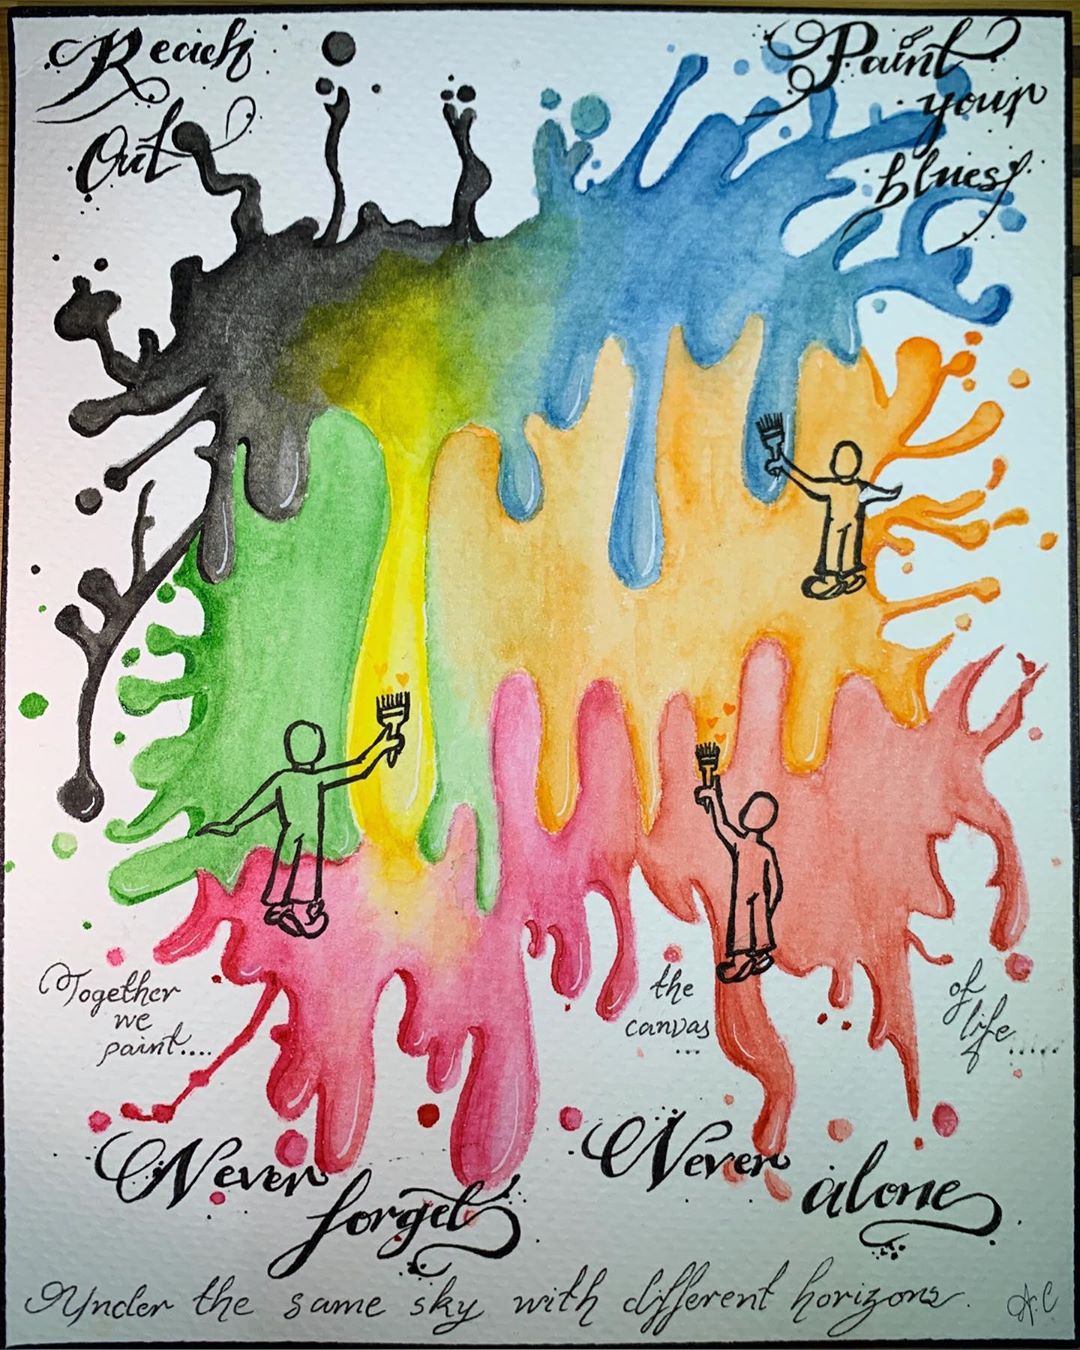 Reach
Out
Paint
your
blues
Together
we
paint....
the
canvas
...
of
life.....
Never
forget
Never
alone
Under the same sky with different horizons.
A.C